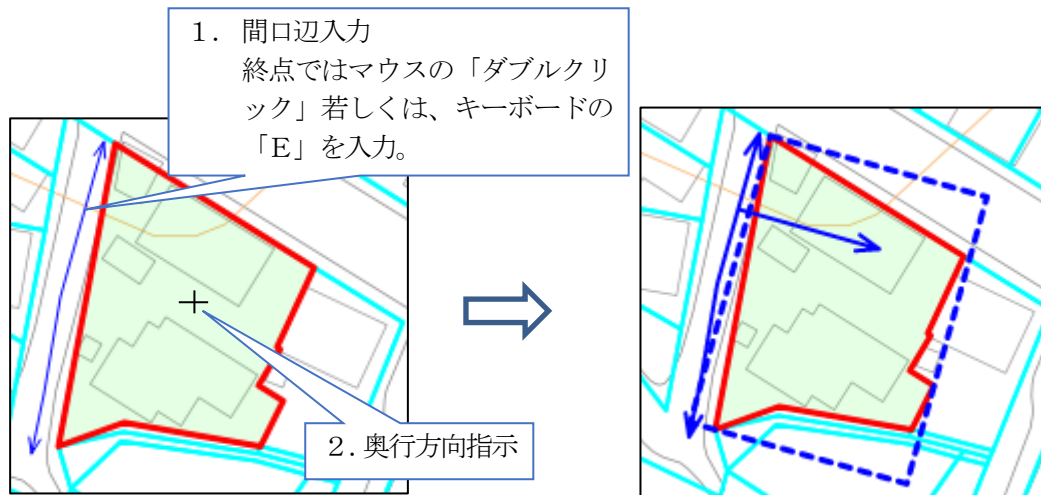 １． 間口辺入力
終点ではマウスの「ダブルクリ
ック」若しくは、キーボードの
「Ｅ」を入力。
２．奥行方向指示